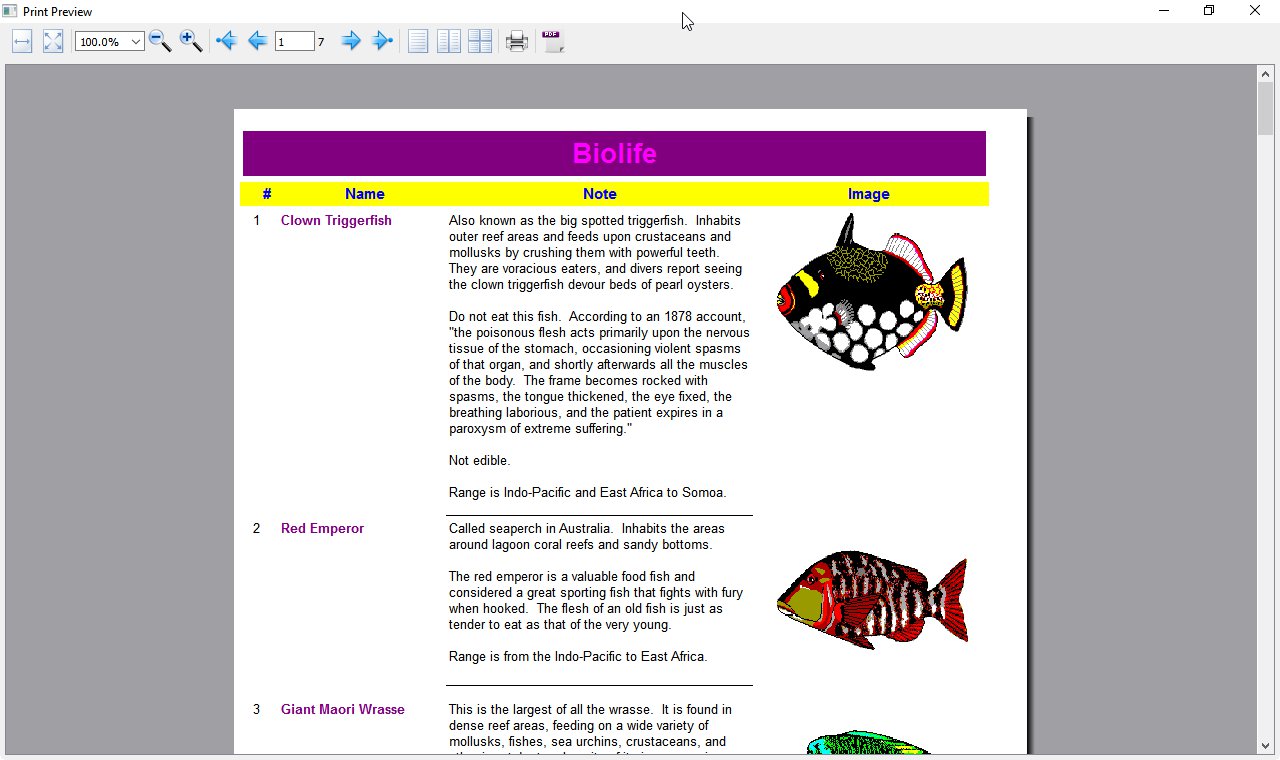 Print Preview
100.0% 1 7
PDF
Biolife
# Name Note Image
1 Clown Triggerfish Also known as the big spotted triggerfish. Inhabits
outer reef areas and feeds upon crustaceans and
mollusks by crushing them with powerful teeth.
They are voracious eaters, and divers report seeing
the clown triggerfish devour beds of pearl oysters.
Do not eat this fish. According to an 1878 account,
"the poisonous flesh acts primarily upon the nervous
tissue of the stomach, occasioning violent spasms
of that organ, and shortly afterwards all the muscles
of the body. The frame becomes rocked with
spasms, the tongue thickened, the eye fixed, the
breathing laborious, and the patient expires in a
paroxysm of extreme suffering."
Not edible.
Range is Indo-Pacific and East Africa to Somoa.
2 Red Emperor Called seaperch in Australia. Inhabits the areas
around lagoon coral reefs and sandy bottoms.
The red emperor is a valuable food fish and
considered a great sporting fish that fights with fury
when hooked. The flesh of an old fish is just as
tender to eat as that of the very young.
Range is from the Indo-Pacific to East Africa.
3 Giant Maori Wrasse This is the largest of all the wrasse. It is found in
dense reef areas, feeding on a wide variety of
mollusks, fishes, sea urchins, crustaceans, and